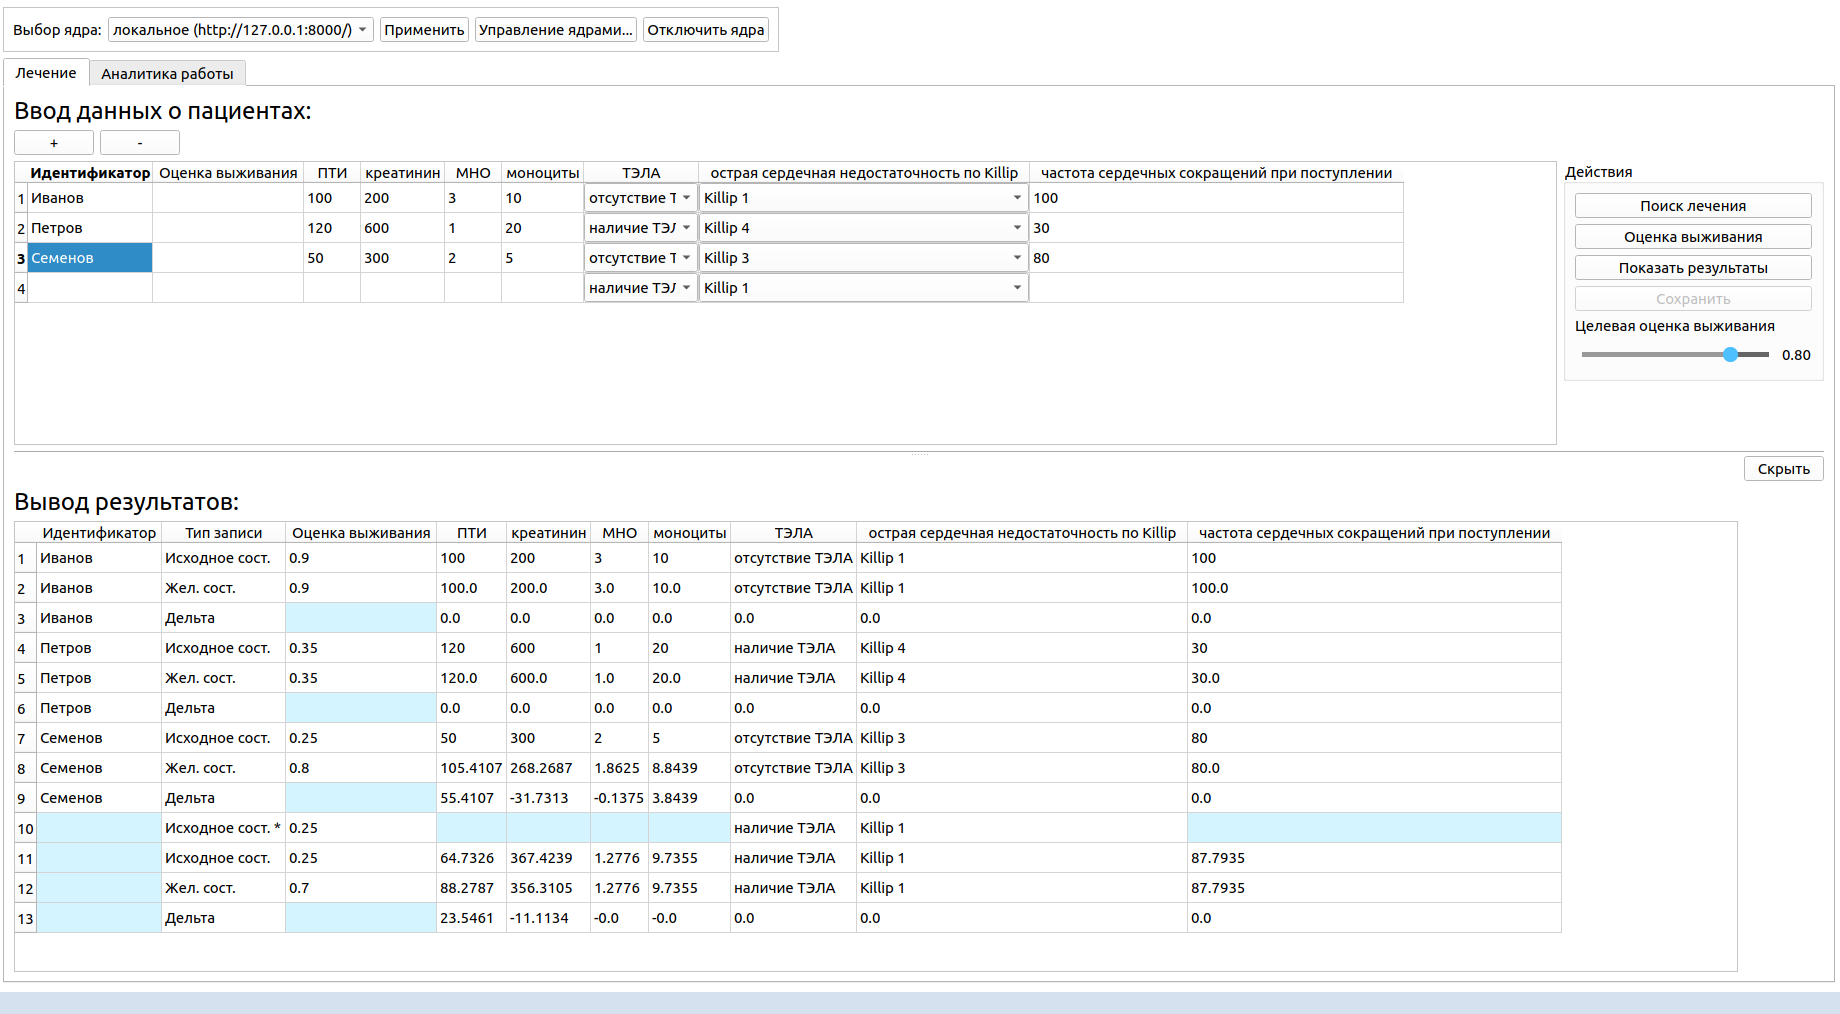 Выбор ядра: локальное (http://127.0.0.1:8000/) Применить Управление ядрами... Отключить ядра
Лечение Аналитика работы
Ввод данных о пациентах:
+ -
Идентификатор Оценка выживания ПТИ креатинин МНО моноциты ТЭЛА острая сердечная недостаточность по Killip частота сердечных сокращений при поступлении
1 Иванов 100 200 3 10 отсутствие Т Killip 1 100
2 Петров 120 600 1 20 наличие ТЭЛ Killip 4 30
3 Семенов 50 300 2 5 отсутствие Т Killip 3 80
4 наличие ТЭЛ Killip 1
Действия
Поиск лечения
Оценка выживания
Показать результаты
Сохранить
Целевая оценка выживания
0.80
Скрыть
Вывод результатов:
Идентификатор Тип записи Оценка выживания ПТИ креатинин МНО моноциты ТЭЛА острая сердечная недостаточность по Killip частота сердечных сокращений при поступлении
1 Иванов Исходное сост. 0.9 100 200 3 10 отсутствие ТЭЛА Killip 1 100
2 Иванов Жел. сост. 0.9 100.0 200.0 3.0 10.0 отсутствие ТЭЛА Killip 1 100.0
3 Иванов Дельта 0.0 0.0 0.0 0.0 0.0 0.0 0.0
4 Петров Исходное сост. 0.35 120 600 1 20 наличие ТЭЛА Killip 4 30
5 Петров Жел. сост. 0.35 120.0 600.0 1.0 20.0 наличие ТЭЛА Killip 4 30.0
6 Петров Дельта 0.0 0.0 0.0 0.0 0.0 0.0 0.0
7 Семенов Исходное сост. 0.25 50 300 2 5 отсутствие ТЭЛА Killip 3 80
8 Семенов Жел. сост. 0.8 105.4107 268.2687 1.8625 8.8439 отсутствие ТЭЛА Killip 3 80.0
9 Семенов Дельта 55.4107 -31.7313 -0.1375 3.8439 0.0 0.0 0.0
10 Исходное сост. * 0.25 наличие ТЭЛА Killip 1
11 Исходное сост. 0.25 64.7326 367.4239 1.2776 9.7355 наличие ТЭЛА Killip 1 87.7935
12 Жел. сост. 0.7 88.2787 356.3105 1.2776 9.7355 наличие ТЭЛА Killip 1 87.7935
13 Дельта 23.5461 -11.1134 -0.0 -0.0 0.0 0.0 0.0